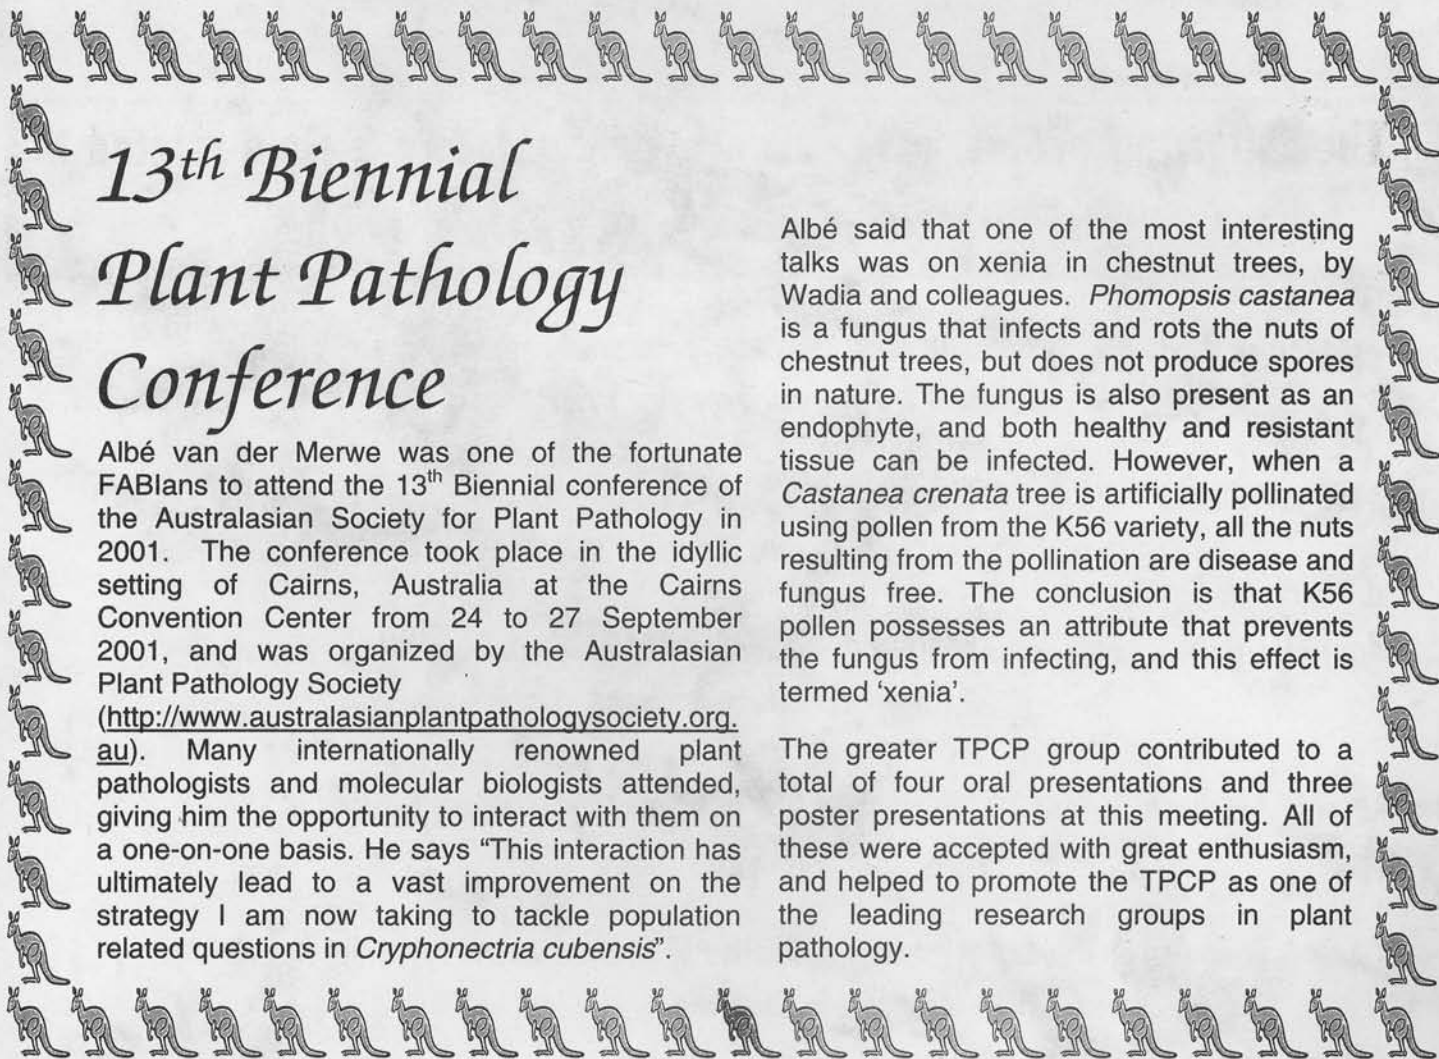 13th Biennial
Plant Pathology
Conference
Albé van der Merwe was one of the fortunate
FABIans to attend the 13th Biennial conference of
the Australasian Society for Plant Pathology in
2001. The conference took place in the idyllic
setting of Cairns, Australia at the Cairns
Convention Center from 24 to 27 September
2001, and was organized by the Australasian
Plant Pathology Society
(http://www.australasianplantpathologysociety.org.
au). Many internationally renowned plant
pathologists and molecular biologists attended,
giving him the opportunity to interact with them on
a one-on-one basis. He says “This interaction has
ultimately lead to a vast improvement on the
strategy I am now taking to tackle population
related questions in Cryphonectria cubensis”.
Albé said that one of the most interesting
talks was on xenia in chestnut trees, by
Wadia and colleagues. Phomopsis castanea
is a fungus that infects and rots the nuts of
chestnut trees, but does not produce spores
in nature. The fungus is also present as an
endophyte, and both healthy and resistant
tissue can be infected. However, when a
Castanea crenata tree is artificially pollinated
using pollen from the K56 variety, all the nuts
resulting from the pollination are disease and
fungus free. The conclusion is that K56
pollen possesses an attribute that prevents
the fungus from infecting, and this effect is
termed ‘xenia’.
The greater TPCP group contributed to a
total of four oral presentations and three
poster presentations at this meeting. All of
these were accepted with great enthusiasm,
and helped to promote the TPCP as one of
the leading research groups in plant
pathology.